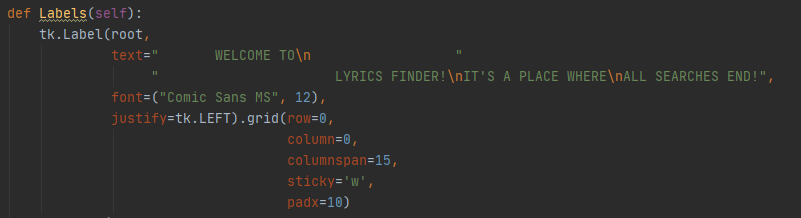 def Labels(self):
    tk.Label(root,
             text="       WELCOME TO\n                  "
                  "                      LYRICS FINDER!\nIT'S A PLACE WHERE\nALL SEARCHES END!",
             font=("Comic Sans MS", 12),
             justify=tk.LEFT).grid(row=0,
                                   column=0,
                                   columnspan=15,
                                   sticky='w',
                                   padx=10)